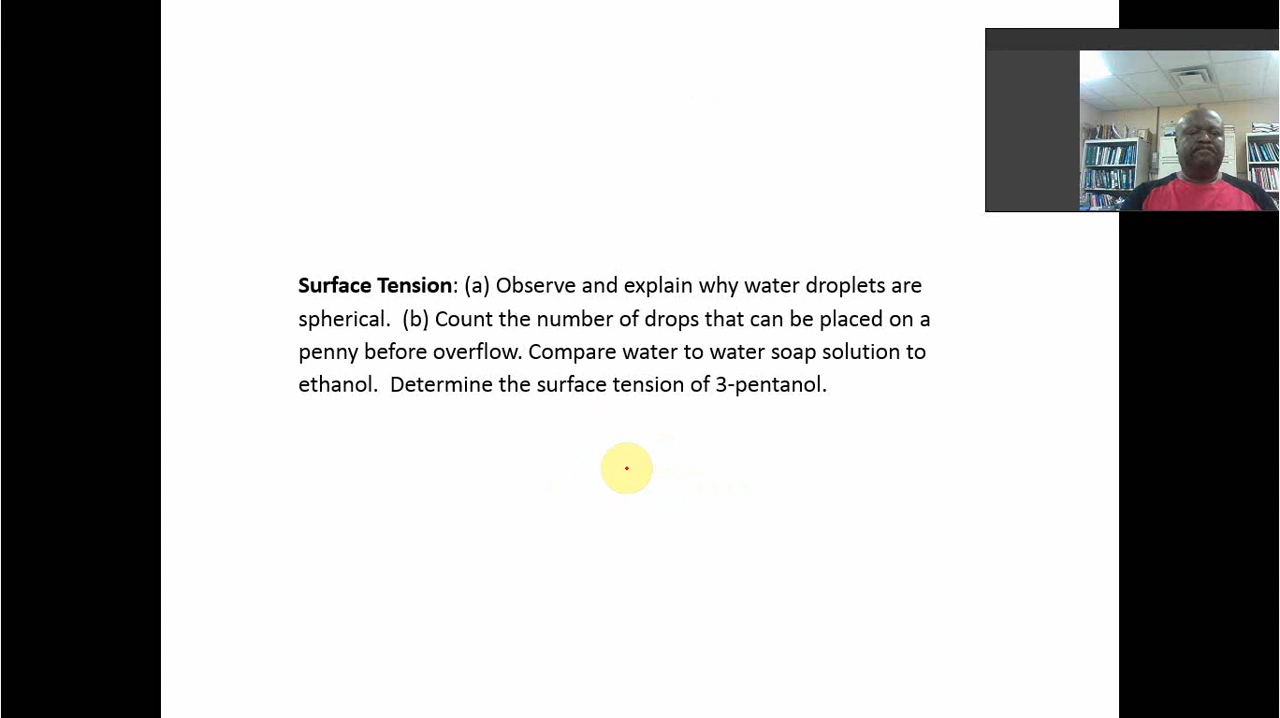 Surface Tension: (a) Observe and explain why water droplets are
spherical.  (b) Count the number of drops that can be placed on a
penny before overflow. Compare water to water soap solution to
ethanol.  Determine the surface tension of 3-pentanol.